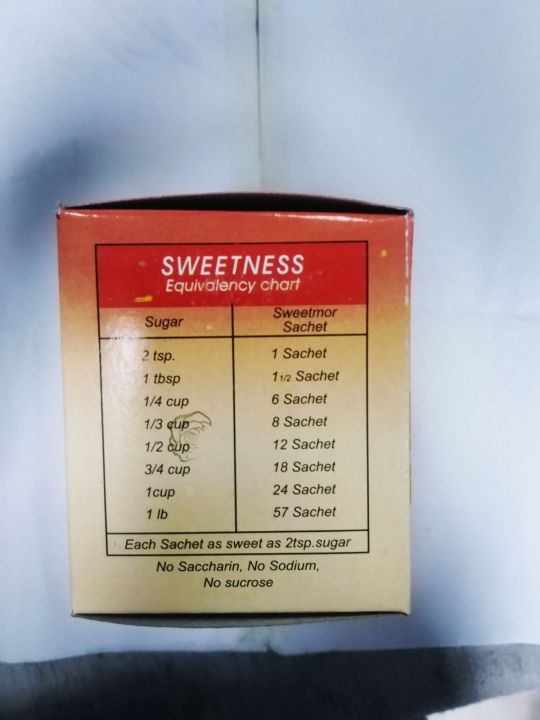 SWEETNESS
Equivalency chart
Sugar
Sweetmor
Sachet
2 tsp. 1 Sachet
1 tbsp 1 1/2 Sachet
1/4 cup 6 Sachet
1/3 cup 8 Sachet
1/2 cup 12 Sachet
3/4 cup 18 Sachet
1cup 24 Sachet
1 lb 57 Sachet
Each Sachet as sweet as 2tsp.sugar
No Saccharin, No Sodium,
No sucrose